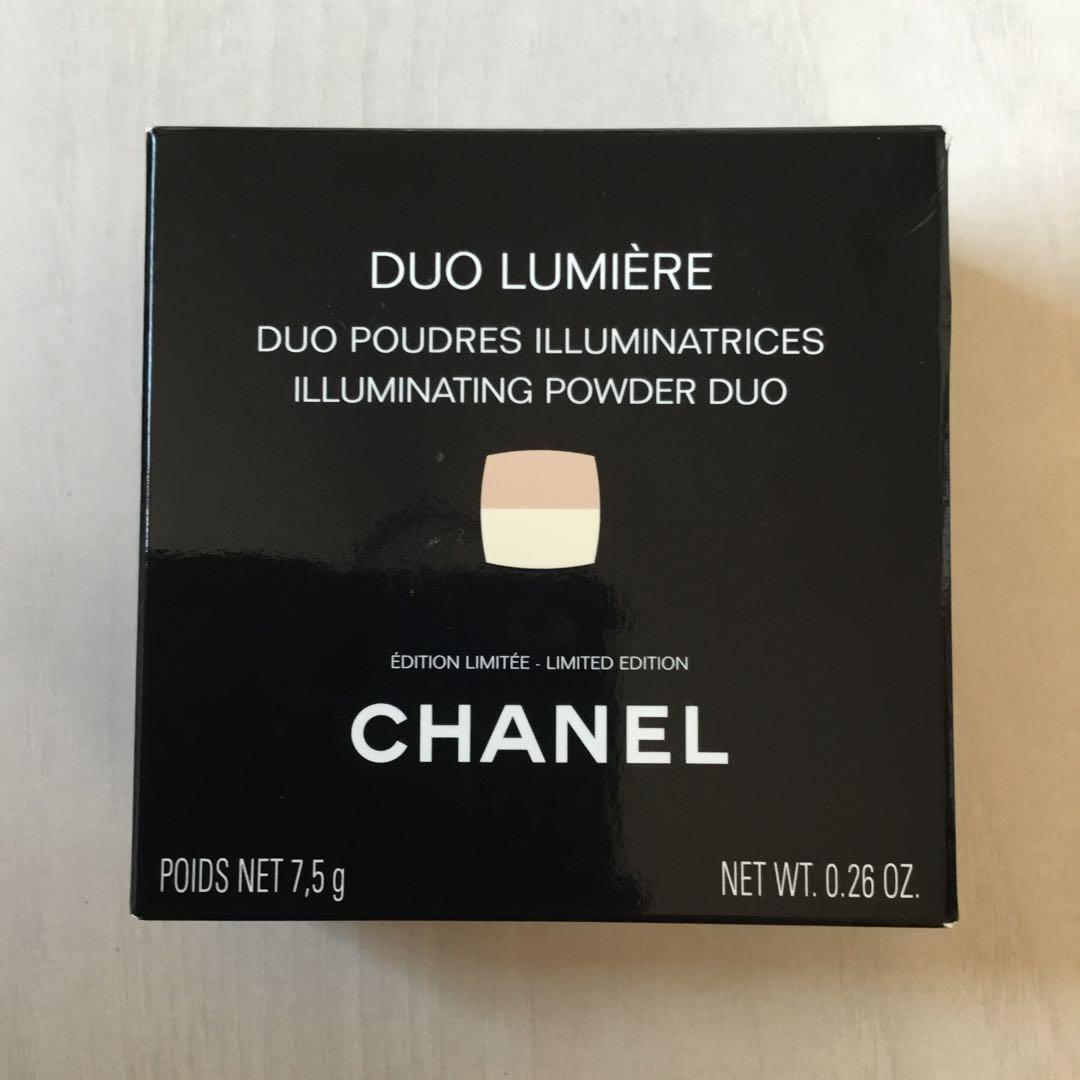 DUO LUMIÈRE
DUO POUDRES ILLUMINATRICES
ILLUMINATING POWDER DUO
ÉDITION LIMITÉE - LIMITED EDITION
CHANEL
POIDS NET 7,5 g
NET WT. 0.26 OZ.